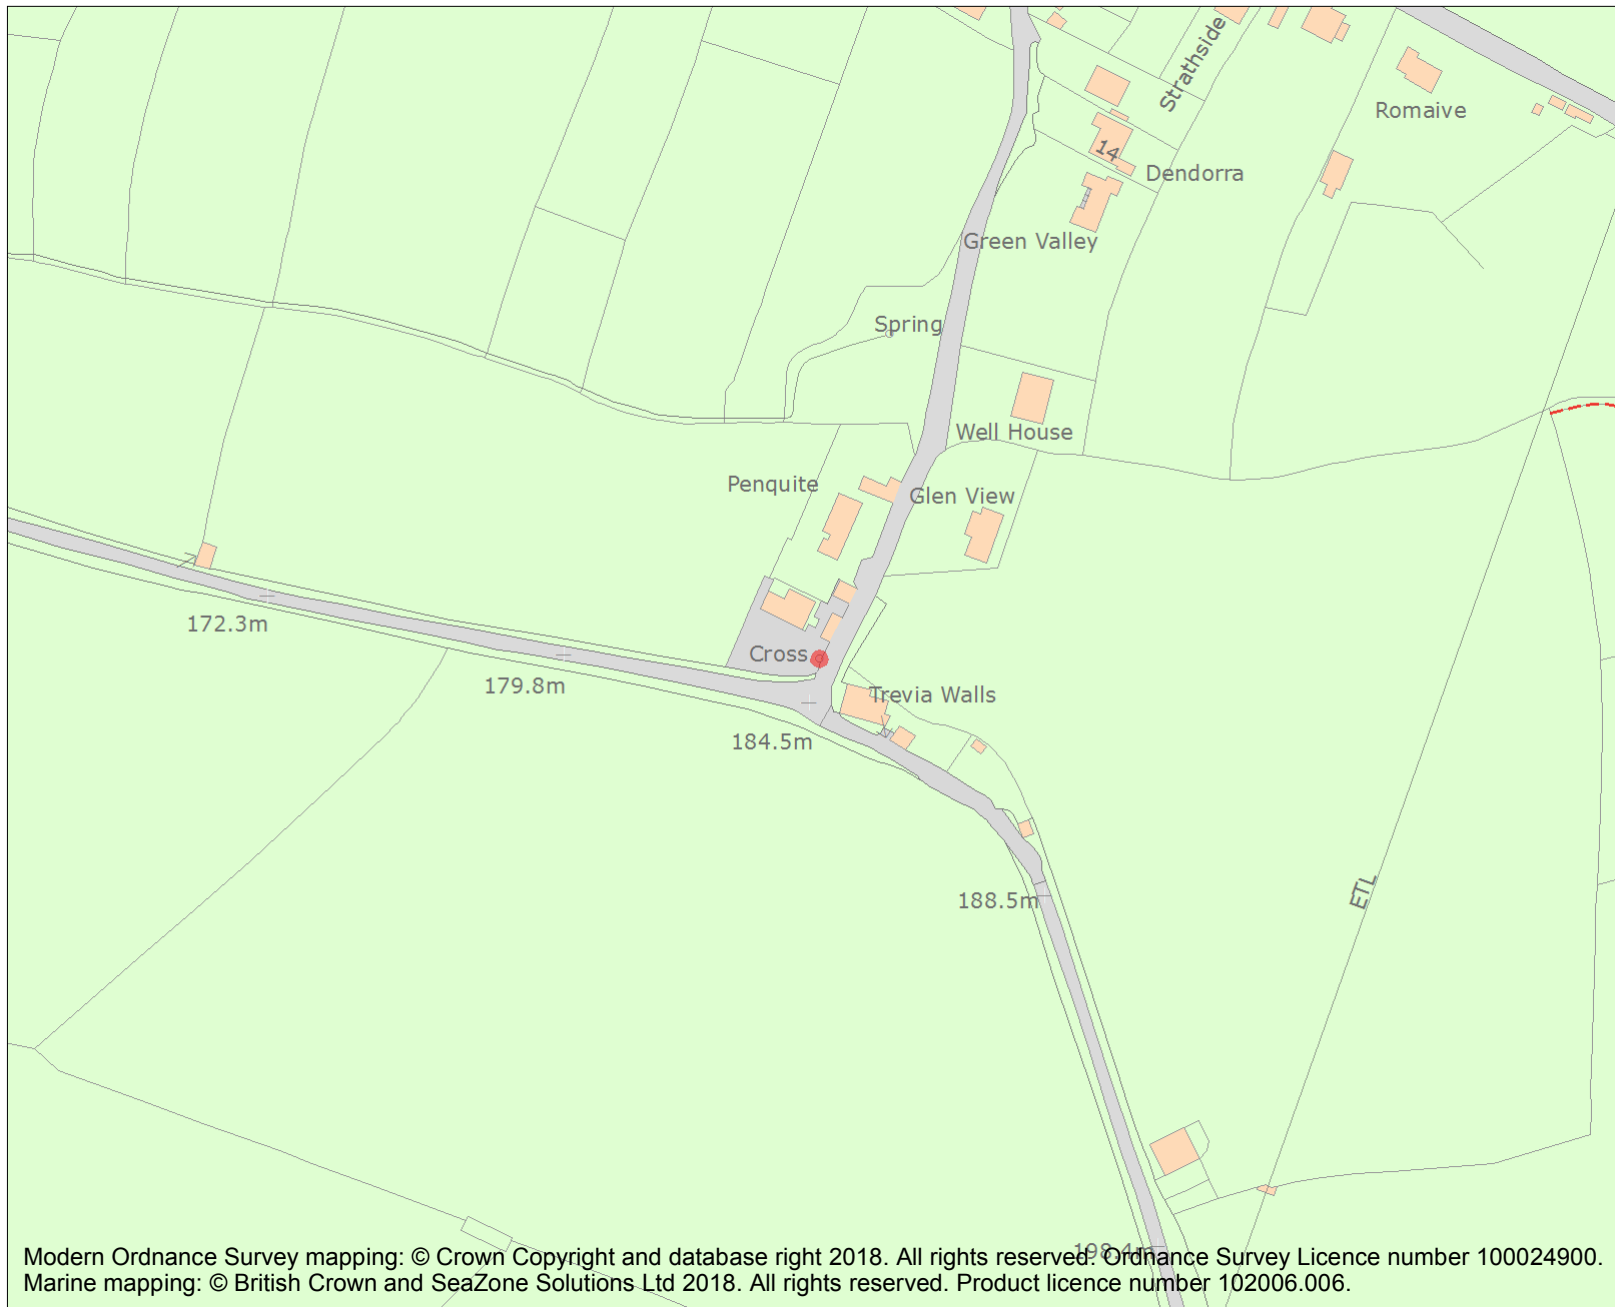 Strathside
Romaive
14
Dendorra
Green Valley
Spring
Well House
Penquite
Glen View
172.3m
Cross
179.8m
Trevia Walls
184.5m
ETL
188.5m
198.4m
Modern Ordnance Survey mapping: © Crown Copyright and database right 2018. All rights reserved. Ordnance Survey Licence number 100024900.
Marine mapping: © British Crown and SeaZone Solutions Ltd 2018. All rights reserved. Product licence number 102006.006.